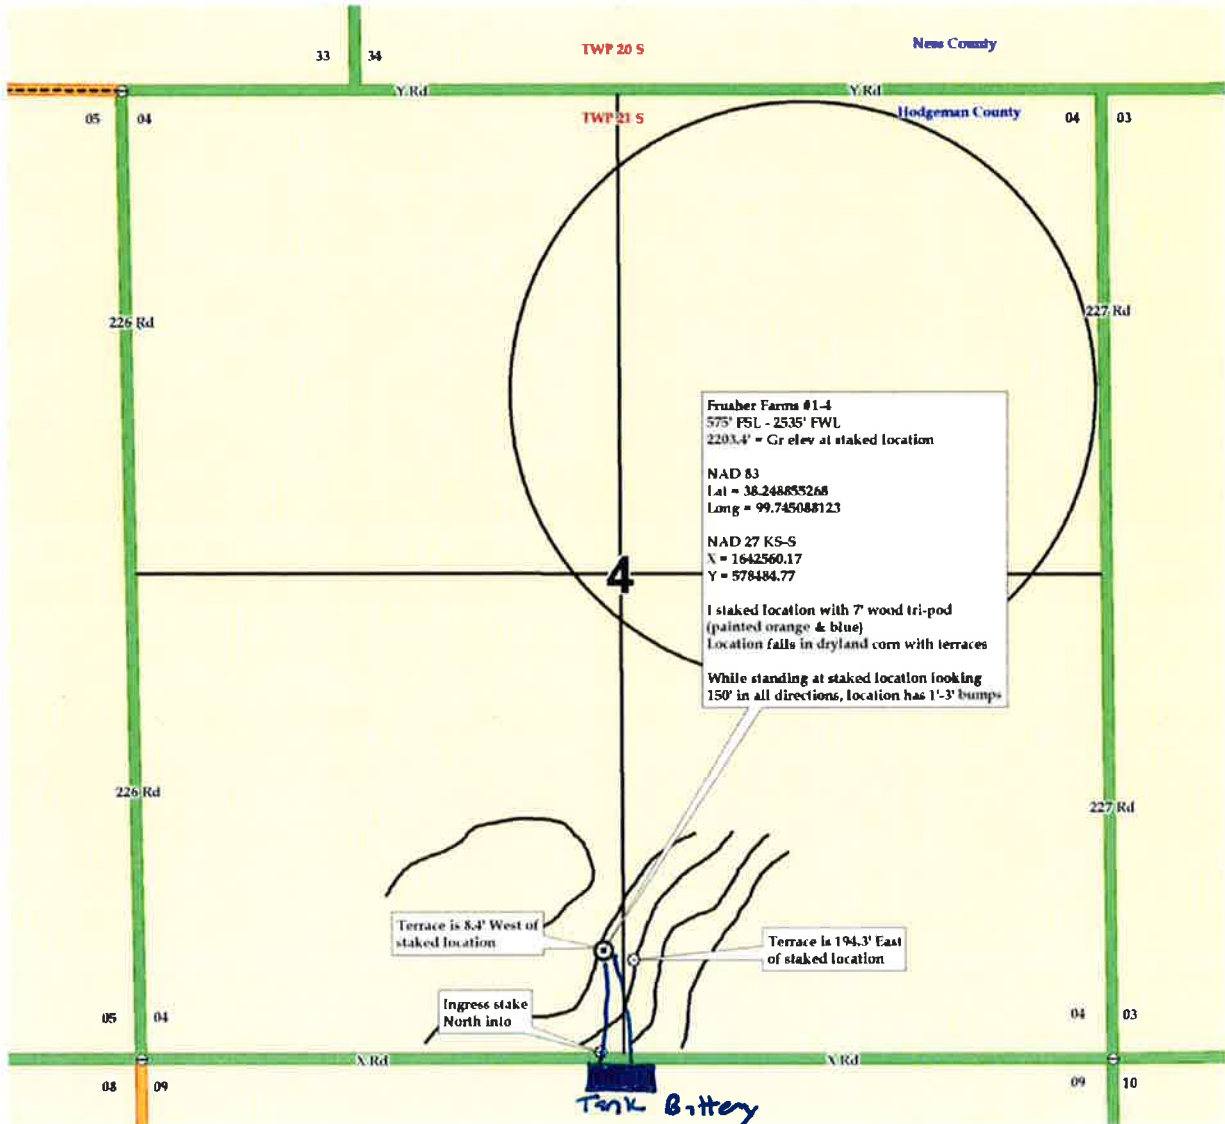 33
34
TWP 20 S
Ness County
Y Rd
Y Rd
05
04
TWP 21 S
Hodgeman County
04
03
226 Rd
227 Rd
Frusher Farms #1-4
575' FSL - 2535' FWL
2203.4' = Gr elev at staked location
NAD 83
Lat = 38.248855268
Long = 99.745088123
NAD 27 KS-S
X = 1642560.17
Y = 578484.77
I staked location with 7' wood tri-pod
(painted orange & blue)
Location falls in dryland corn with terraces
While standing at staked location looking
150' in all directions, location has 1'-3' bumps
4
226 Rd
227 Rd
Terrace is 8.4' West of
staked location
Terrace is 194.3' East
of staked location
Ingress stake
North into
05
04
04
03
X Rd
X Rd
08
09
09
10
Tank Battery